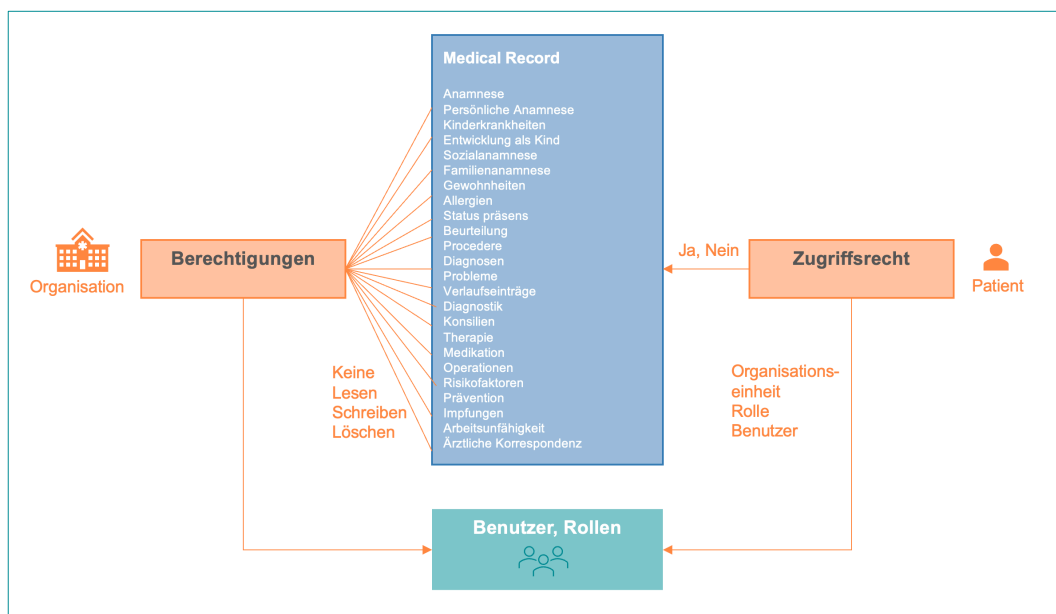 Medical Record
Anamnese
Persönliche Anamnese
Kinderkrankheiten
Entwicklung als Kind
Sozialanamnese
Familienanamnese
Gewohnheiten
Allergien
Status präsens
Beurteilung
Procedere
Diagnosen
Probleme
Verlaufseinträge
Diagnostik
Konsilien
Therapie
Medikation
Operationen
Risikofaktoren
Prävention
Impfungen
Arbeitsunfähigkeit
Ärztliche Korrespondenz
Organisation
Berechtigungen
Keine
Lesen
Schreiben
Löschen
Ja, Nein
Zugriffsrecht
Patient
Organisations-
einheit
Rolle
Benutzer
Benutzer, Rollen